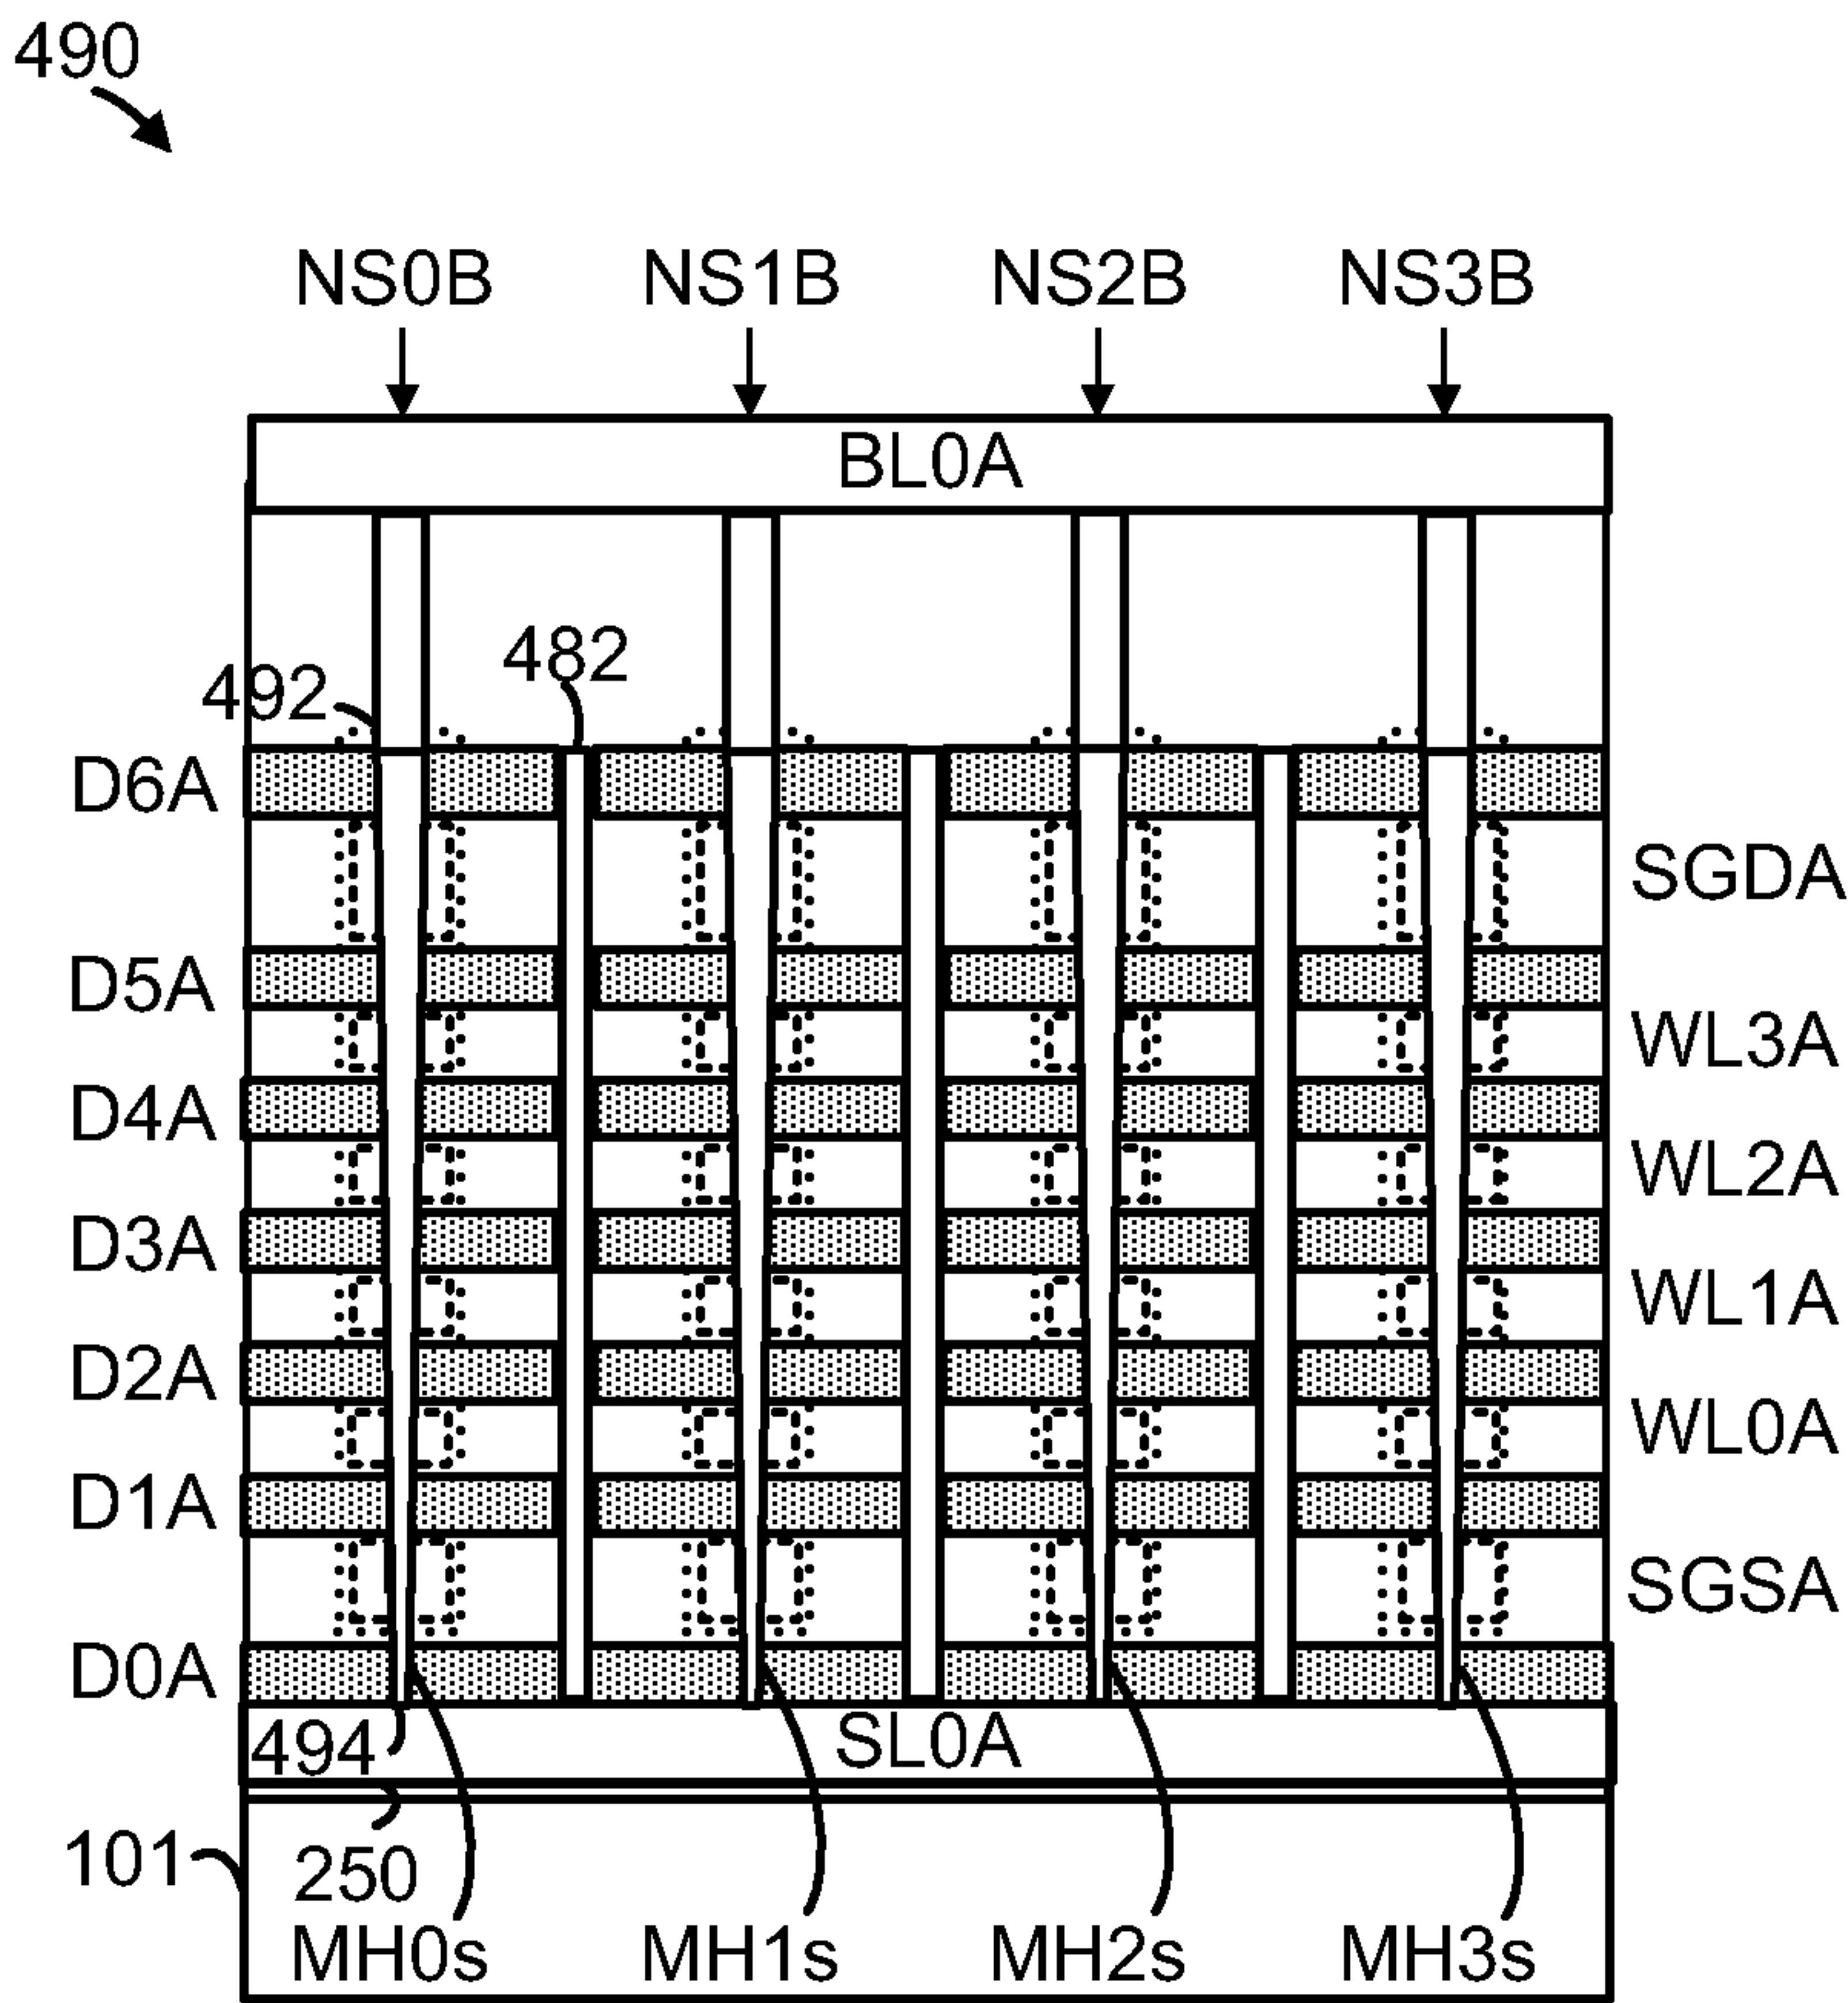 490
NS0B NS1B NS2B NS3B
BL0A
482
492
D6A
SGDA
D5A
WL3A
D4A
WL2A
D3A
WL1A
D2A
WL0A
D1A
SGSA
D0A
494 SL0A
101 250
MH0s MH1s MH2s MH3s